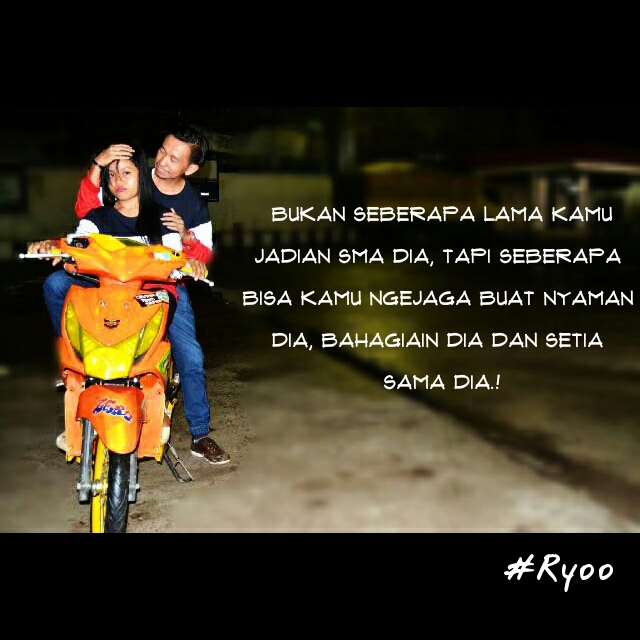 BUKAN SEBERAPA LAMA KAMU
JADIAN SMA DIA, TAPI SEBERAPA
BISA KAMU NGEJAGA BUAT NYAMAN
DIA, BAHAGIAIN DIA DAN SETIA
SAMA DIA.!
#Ryoo